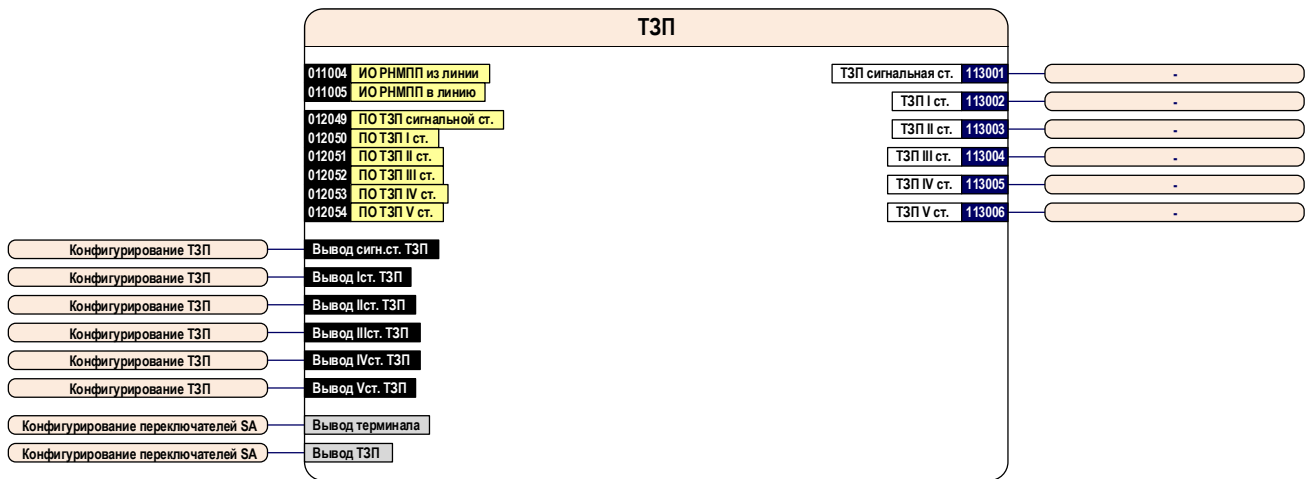 ТЗП
011004 ИО РНМПП из линии
011005 ИО РНМПП в линию
012049 ПО ТЗП сигнальной ст.
012050 ПО ТЗП I ст.
012051 ПО ТЗП II ст.
012052 ПО ТЗП III ст.
012053 ПО ТЗП IV ст.
012054 ПО ТЗП V ст.
ТЗП сигнальная ст. 113001 -
ТЗП I ст. 113002 -
ТЗП II ст. 113003 -
ТЗП III ст. 113004 -
ТЗП IV ст. 113005 -
ТЗП V ст. 113006 -
Конфигурирование ТЗП Вывод сигн.ст. ТЗП
Конфигурирование ТЗП Вывод Iст. ТЗП
Конфигурирование ТЗП Вывод IIст. ТЗП
Конфигурирование ТЗП Вывод IIIст. ТЗП
Конфигурирование ТЗП Вывод IVст. ТЗП
Конфигурирование ТЗП Вывод Vст. ТЗП
Конфигурирование переключателей SA Вывод терминала
Конфигурирование переключателей SA Вывод ТЗП